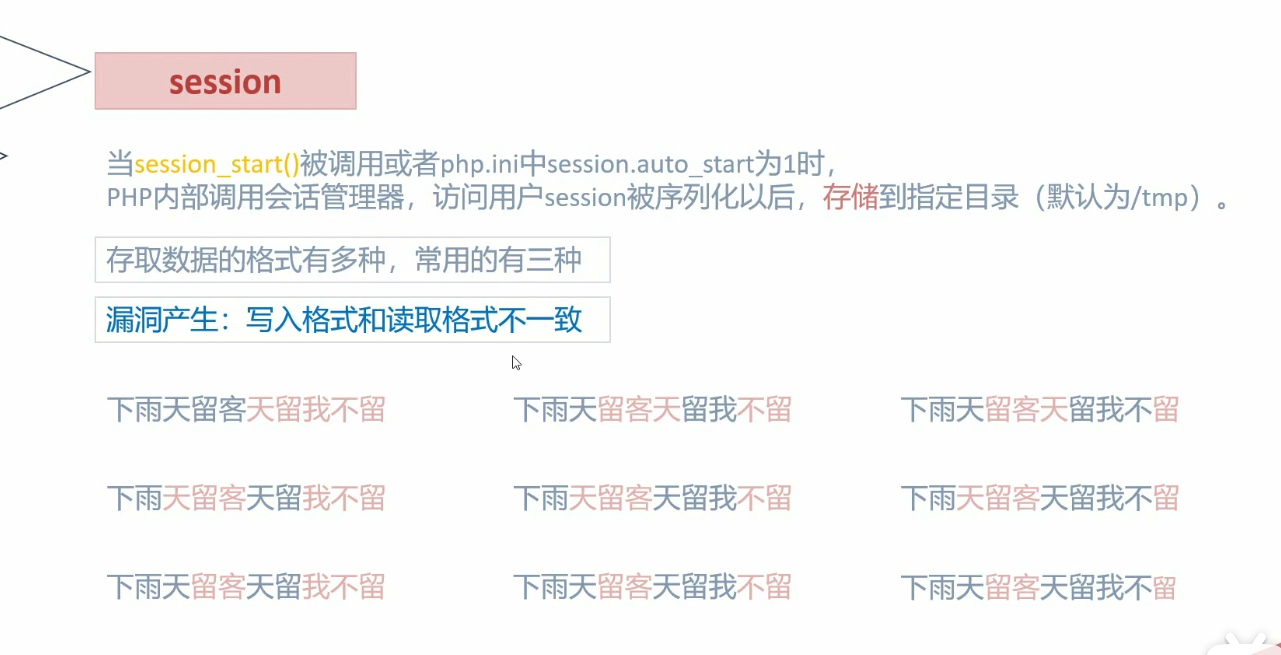 session
当session_start()被调用或者php.ini中session.auto_start为1时，
PHP内部调用会话管理器，访问用户session被序列化以后，存储到指定目录（默认为/tmp）。
存取数据的格式有多种，常用的有三种
漏洞产生：写入格式和读取格式不一致
下雨天留客天留我不留 下雨天留客天留我不留 下雨天留客天留我不留
下雨天留客天留我不留 下雨天留客天留我不留 下雨天留客天留我不留
下雨天留客天留我不留 下雨天留客天留我不留 下雨天留客天留我不留